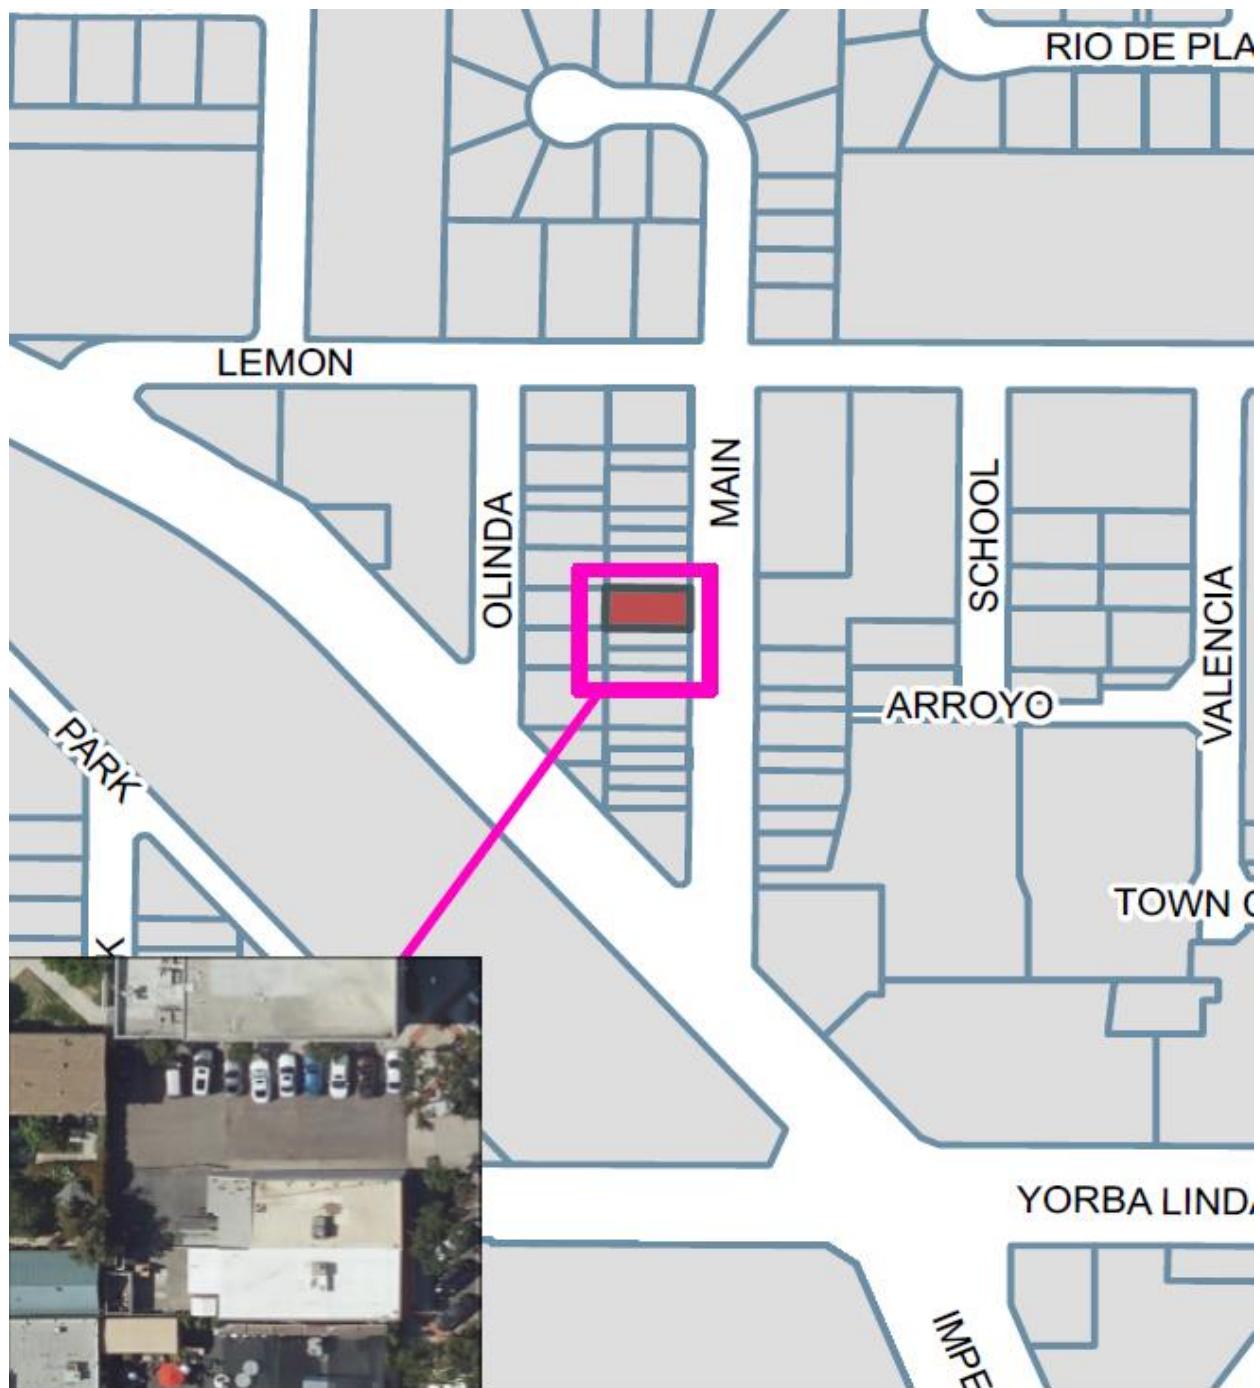 RIO DE PLA
LEMON
MAIN
OLINDA
SCHOOL
VALENCIA
ARROYO
PARK
TOWN
K
YORBA LINDA
IMPE